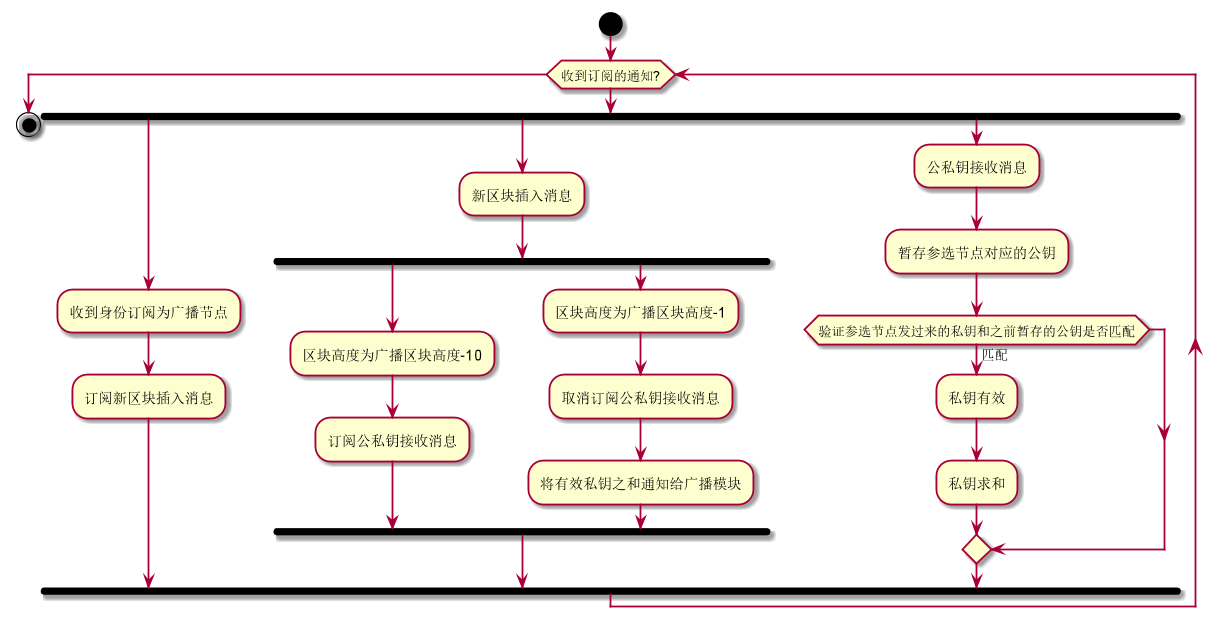 收到订阅的通知?
收到身份订阅为广播节点
订阅新区块插入消息
新区块插入消息
区块高度为广播区块高度-10
订阅公私钥接收消息
区块高度为广播区块高度-1
取消订阅公私钥接收消息
将有效私钥之和通知给广播模块
公私钥接收消息
暂存参选节点对应的公钥
验证参选节点发过来的私钥和之前暂存的公钥是否匹配
匹配
私钥有效
私钥求和